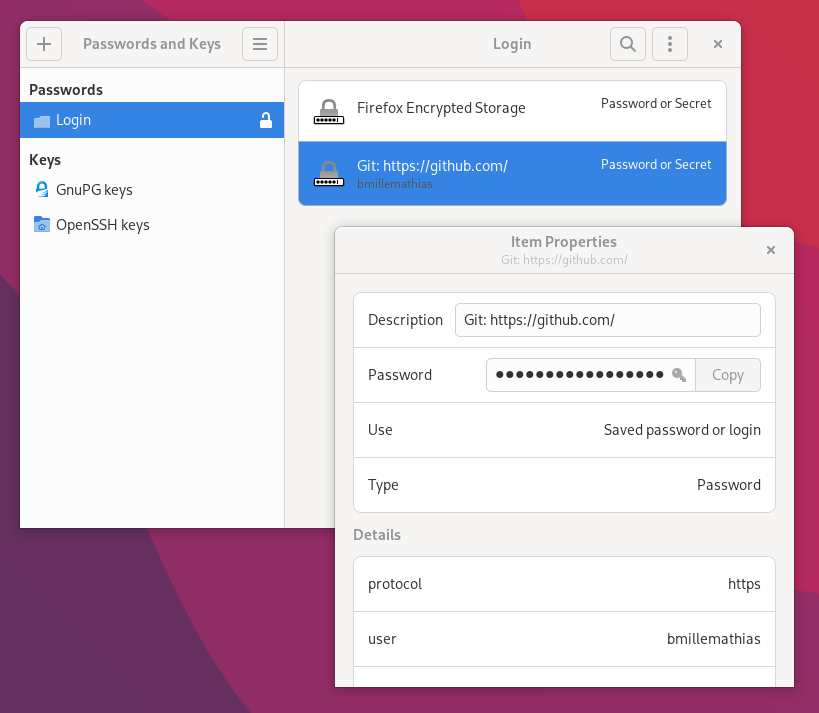 Passwords and Keys
Login
Passwords
Login
Keys
GnuPG keys
OpenSSH keys
Firefox Encrypted Storage
Password or Secret
Git: https://github.com/
Password or Secret
bmillemathias
Item Properties
Git: https://github.com/
Description
Git: https://github.com/
Password
●●●●●●●●●●●●●●●●●
Copy
Use
Saved password or login
Type
Password
Details
protocol
https
user
bmillemathias